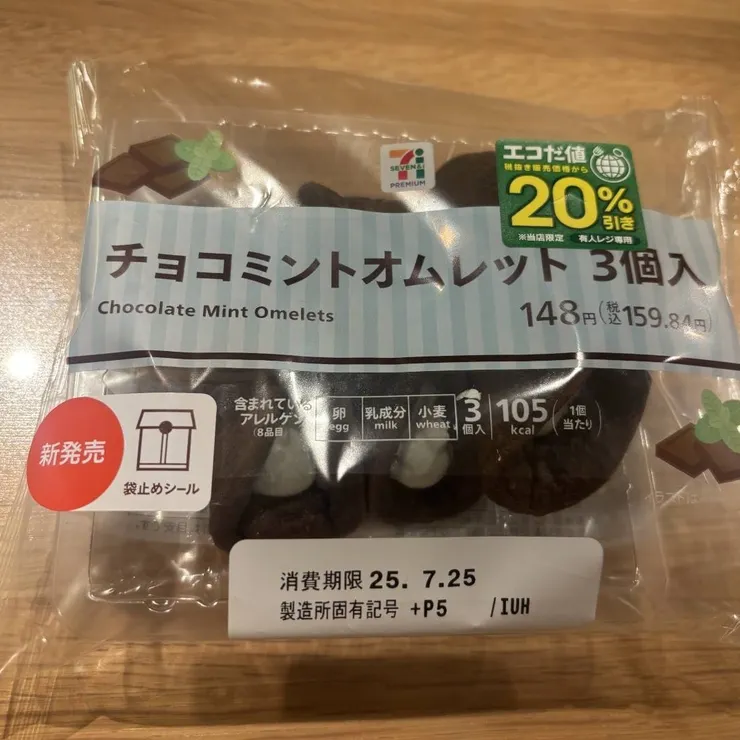 7i
SEVEN&i
PREMIUM
エコだ値
税抜き販売価格から
20%
引き
※当店限定 有人レジ専用
チョコミントオムレット 3個入
Chocolate Mint Omelets
148円(税込159.84円)
含まれている
アレルゲン
(8品目)
卵
egg
乳成分
milk
小麦
wheat
3
個入
105
kcal
1個
当たり
新発売
袋止めシール
消費期限 25. 7.25
製造所固有記号 +P5 /IUH